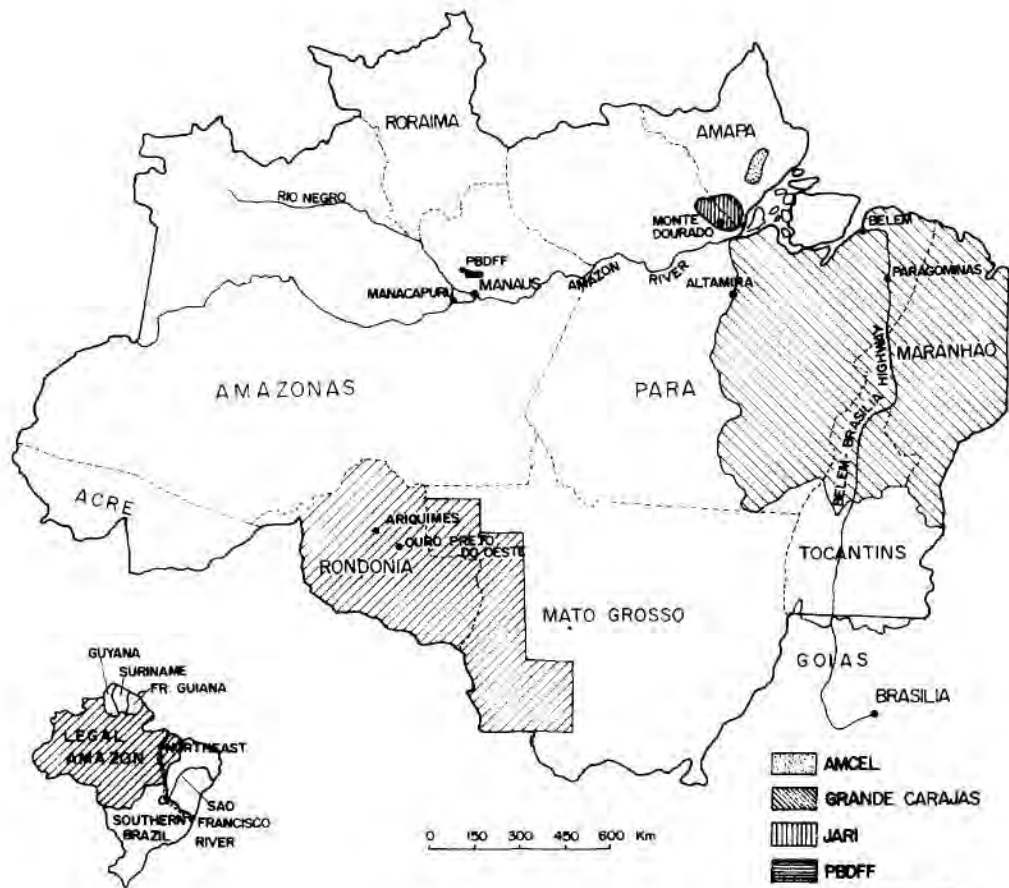 RORAIMA
AMAPA
RIO NEGRO
MONTE
DOURADO
BELEM
PBDFF
MANAUS
MANACAPURU
AMAZON
RIVER
ALTAMIRA
PARAGOMINAS
MARANHÃO
AMAZONAS
PARA
BELEM - BRASILIA HIGHWAY
ACRE
ARIQUIMES
OURO PRETO
DO OESTE
RONDONIA
TOCANTINS
MATO GROSSO
GOIAS
BRASILIA
GUYANA
SURINAME
FR. GUIANA
LEGAL
AMAZON
NORTHEAST
SAO
FRANCISCO
RIVER
SOUTHERN
BRAZIL
0 150 300 450 600 Km
AMCEL
GRANDE CARAJAS
JARI
PBDFF